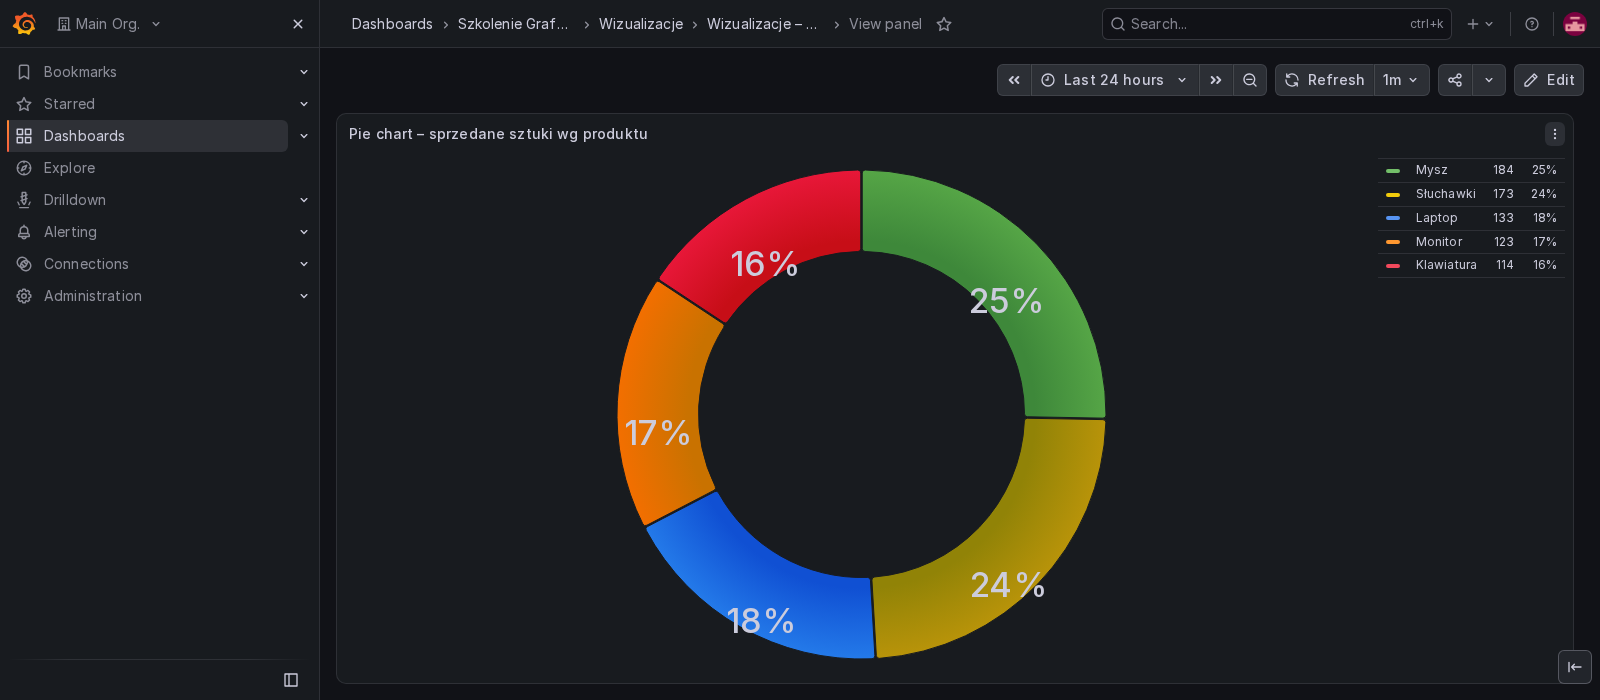 Main Org.
Dashboards
Szkolenie Graf...
Wizualizacje
Wizualizacje – ...
View panel
Search...
ctrl+k
Bookmarks
Starred
Dashboards
Explore
Drilldown
Alerting
Connections
Administration
Last 24 hours
Refresh
1m
Edit
Pie chart – sprzedane sztuki wg produktu
Mysz 184 25%
Słuchawki 173 24%
Laptop 133 18%
Monitor 123 17%
Klawiatura 114 16%
16%
25%
17%
24%
18%